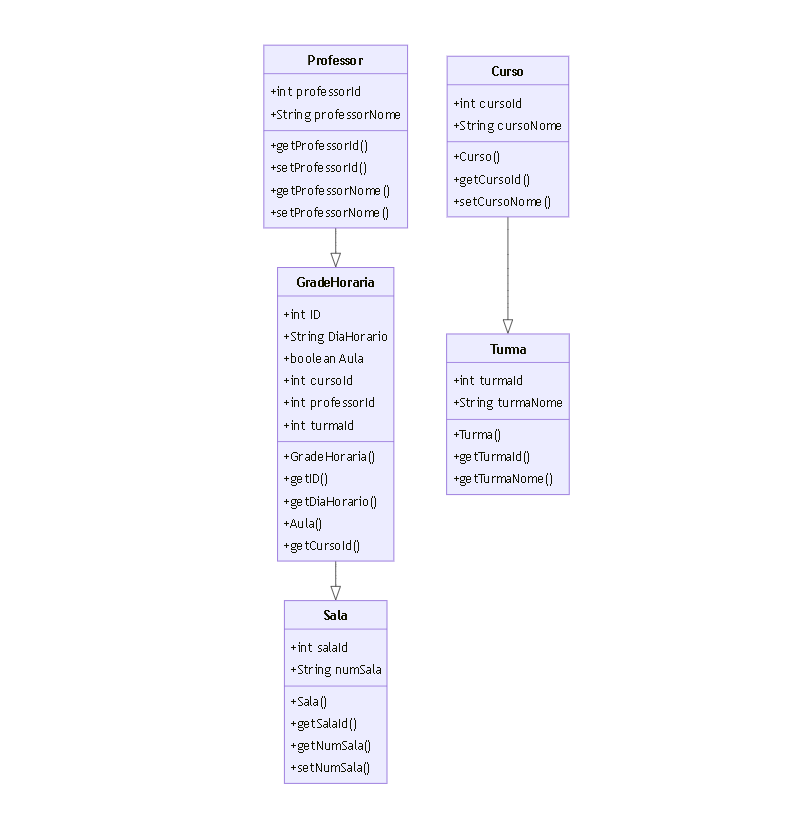 Professor
+int professorId
+String professorNome
+getProfessorId()
+setProfessorId()
+getProfessorNome()
+setProfessorNome()
Curso
+int cursoId
+String cursoNome
+Curso()
+getCursoId()
+setCursoNome()
GradeHoraria
+int ID
+String DiaHorario
+boolean Aula
+int cursoId
+int professorId
+int turmaId
+GradeHoraria()
+getID()
+getDiaHorario()
+Aula()
+getCursoId()
Turma
+int turmaId
+String turmaNome
+Turma()
+getTurmaId()
+getTurmaNome()
Sala
+int salaId
+String numSala
+Sala()
+getSalaId()
+getNumSala()
+setNumSala()